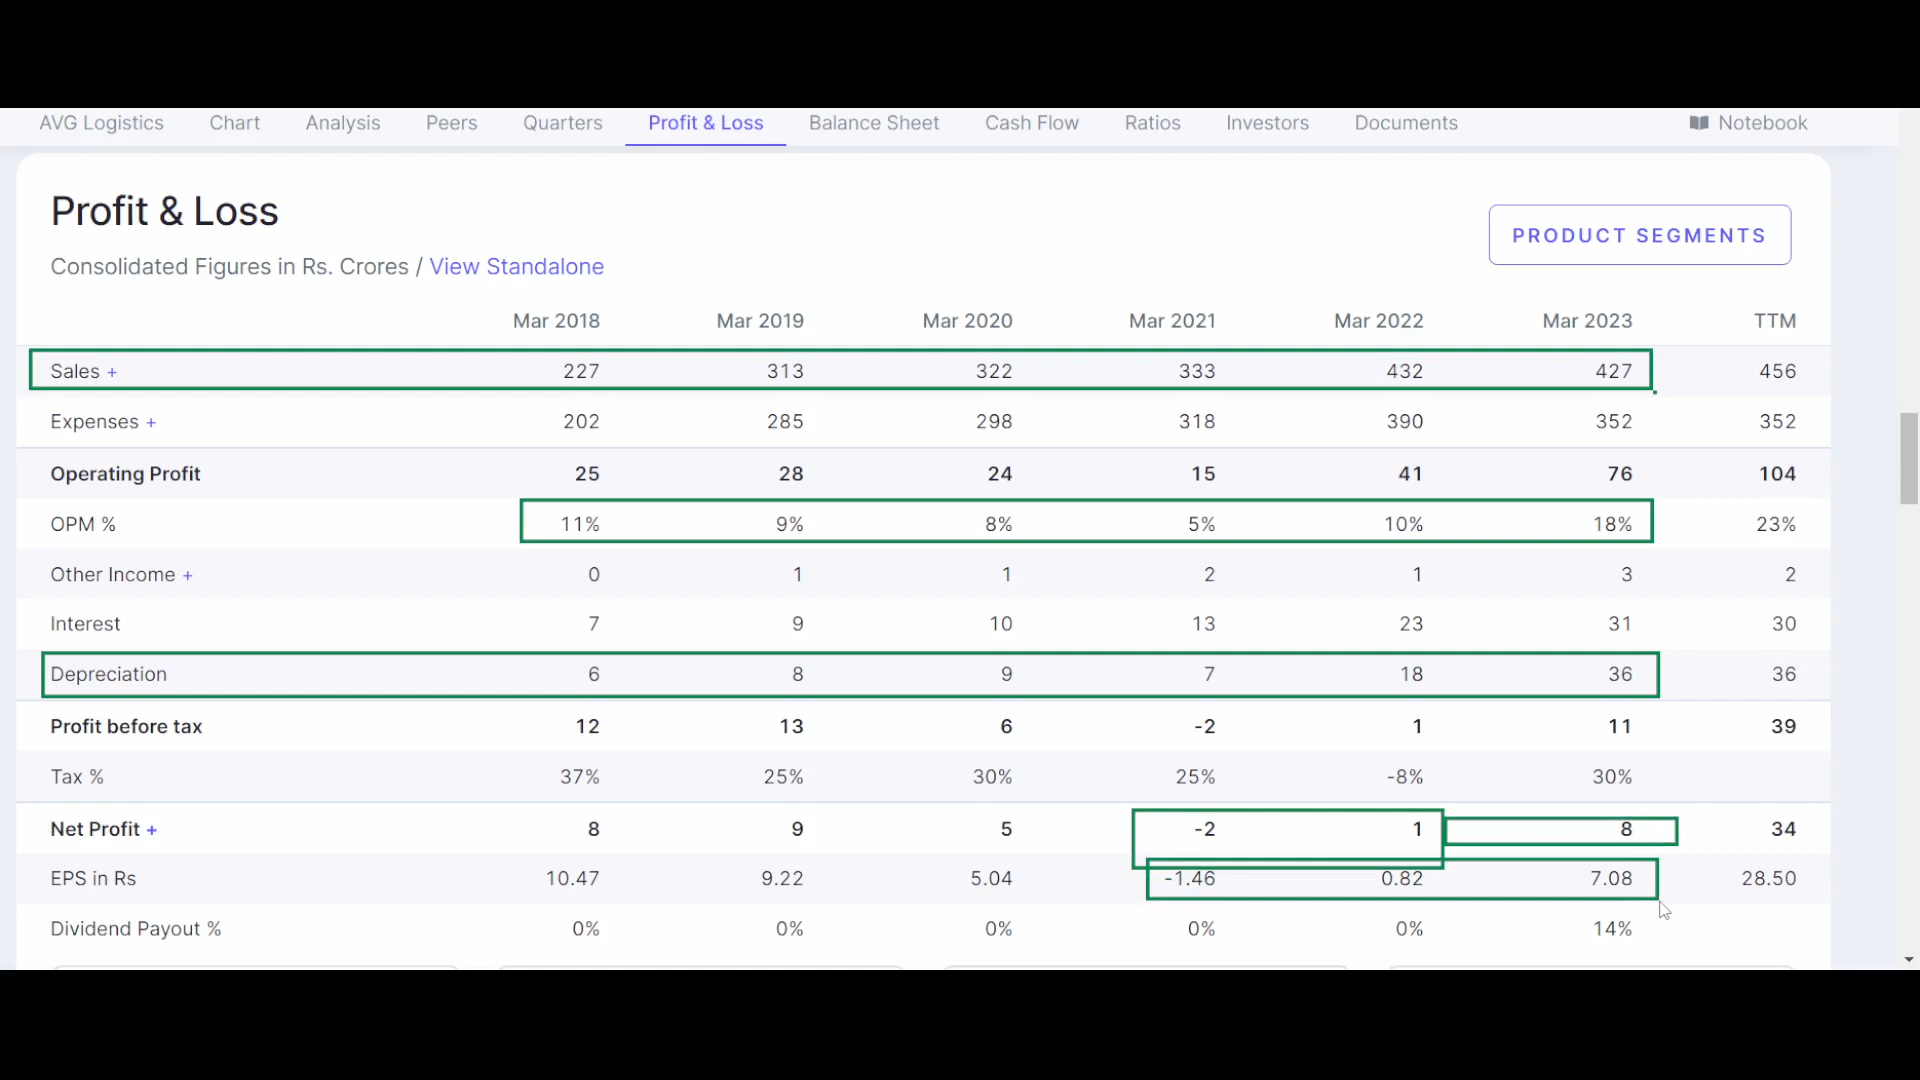 AVG Logistics Chart Analysis Peers Quarters Profit & Loss Balance Sheet Cash Flow Ratios Investors Documents Notebook
Profit & Loss
PRODUCT SEGMENTS
Consolidated Figures in Rs. Crores / View Standalone
Mar 2018 Mar 2019 Mar 2020 Mar 2021 Mar 2022 Mar 2023 TTM
Sales + 227 313 322 333 432 427 456
Expenses + 202 285 298 318 390 352 352
Operating Profit 25 28 24 15 41 76 104
OPM % 11% 9% 8% 5% 10% 18% 23%
Other Income + 0 1 1 2 1 3 2
Interest 7 9 10 13 23 31 30
Depreciation 6 8 9 7 18 36 36
Profit before tax 12 13 6 -2 1 11 39
Tax % 37% 25% 30% 25% -8% 30%
Net Profit + 8 9 5 -2 1 8 34
EPS in Rs 10.47 9.22 5.04 -1.46 0.82 7.08 28.50
Dividend Payout % 0% 0% 0% 0% 0% 14%